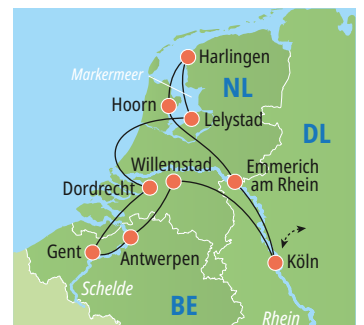 Harlingen
Markermeer
NL
Hoorn
Lelystad
DL
Willemstad
Emmerich
am Rhein
Dordrecht
Gent
Antwerpen
Köln
Schelde
BE
Rhein